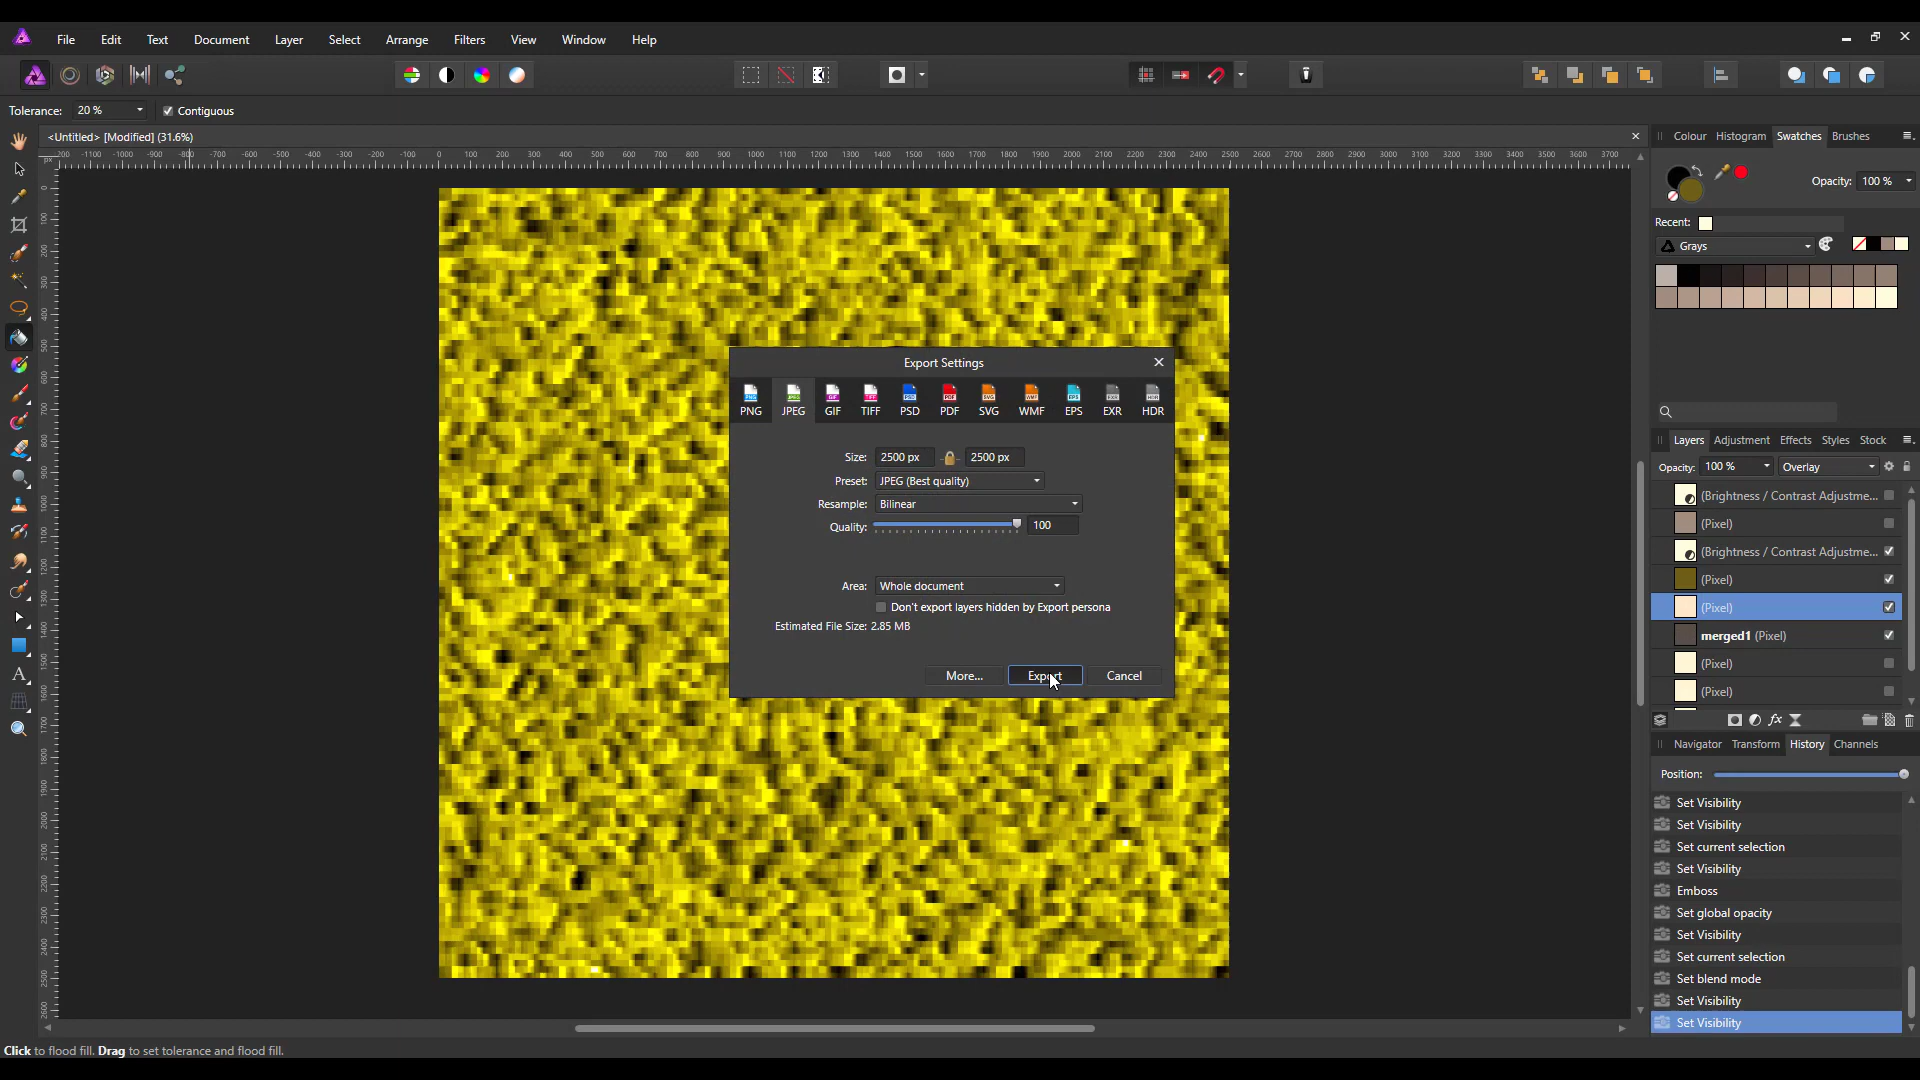 File Edit Text Document Layer Select Arrange Filters View Window Help
Tolerance: 20 % Contiguous
<Untitled> [Modified] (31.6%)
Colour Histogram Swatches Brushes
Opacity: 100 %
Recent:
Grays
Export Settings
PNG JPEG GIF TIFF PSD PDF SVG WMF EPS EXR HDR
Size: 2500 px 2500 px
Preset: JPEG (Best quality)
Resample: Bilinear
Quality: 100
Area: Whole document
Don't export layers hidden by Export persona
Estimated File Size: 2.85 MB
More... Export Cancel
Layers Adjustment Effects Styles Stock
Opacity: 100 % Overlay
(Brightness / Contrast Adjustme...
(Pixel)
(Brightness / Contrast Adjustme...
(Pixel)
(Pixel)
merged1 (Pixel)
(Pixel)
(Pixel)
Navigator Transform History Channels
Position:
Set Visibility
Set Visibility
Set current selection
Set Visibility
Emboss
Set global opacity
Set Visibility
Set current selection
Set blend mode
Set Visibility
Set Visibility
Click to flood fill. Drag to set tolerance and flood fill.